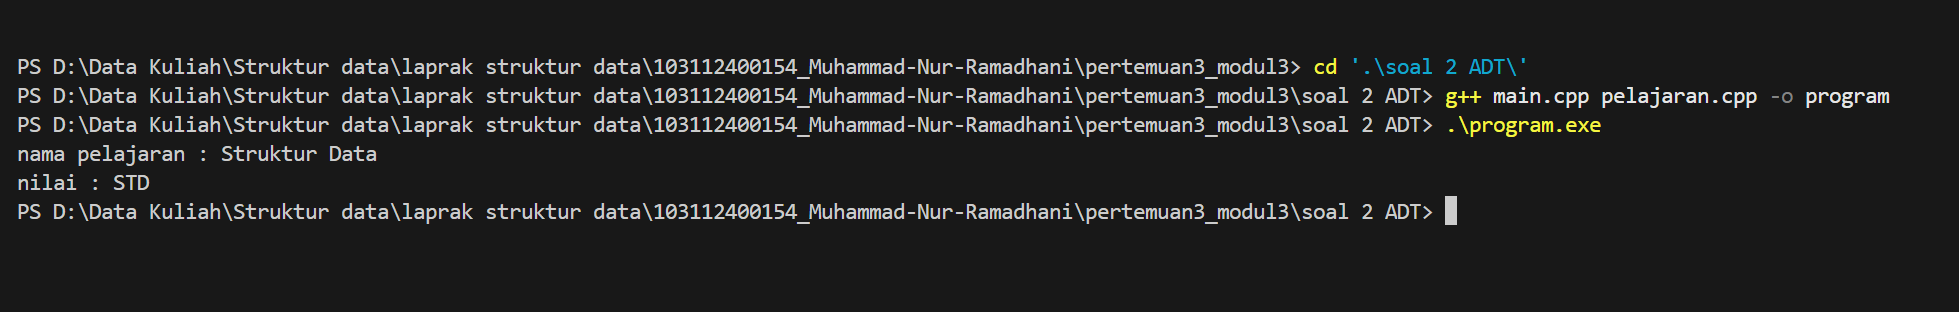 PS D:\Data Kuliah\Struktur data\laprak struktur data\103112400154_Muhammad-Nur-Ramadhani\pertemuan3_modul3> cd '.\soal 2 ADT\'
PS D:\Data Kuliah\Struktur data\laprak struktur data\103112400154_Muhammad-Nur-Ramadhani\pertemuan3_modul3\soal 2 ADT> g++ main.cpp pelajaran.cpp -o program
PS D:\Data Kuliah\Struktur data\laprak struktur data\103112400154_Muhammad-Nur-Ramadhani\pertemuan3_modul3\soal 2 ADT> .\program.exe
nama pelajaran : Struktur Data
nilai : STD
PS D:\Data Kuliah\Struktur data\laprak struktur data\103112400154_Muhammad-Nur-Ramadhani\pertemuan3_modul3\soal 2 ADT>